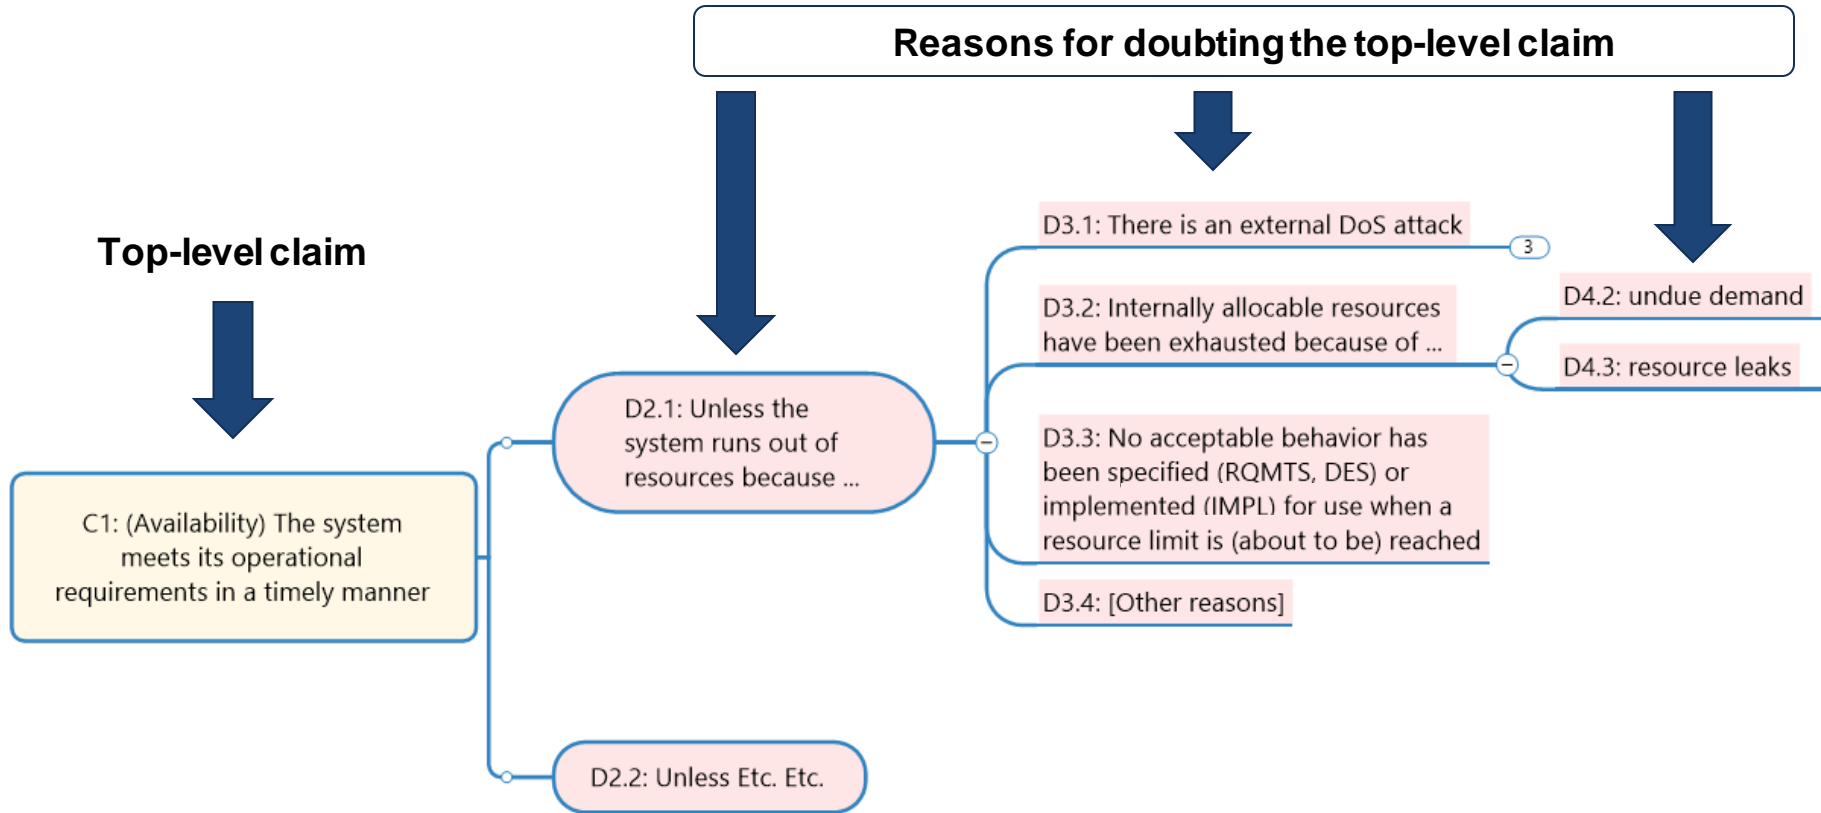 Reasons for doubting the top-level claim
Top-level claim
C1: (Availability) The system
meets its operational
requirements in a timely manner
D2.1: Unless the
system runs out of
resources because ...
D2.2: Unless Etc. Etc.
D3.1: There is an external DoS attack
3
D3.2: Internally allocable resources
have been exhausted because of ...
D4.2: undue demand
D4.3: resource leaks
D3.3: No acceptable behavior has
been specified (RQMTS, DES) or
implemented (IMPL) for use when a
resource limit is (about to be) reached
D3.4: [Other reasons]